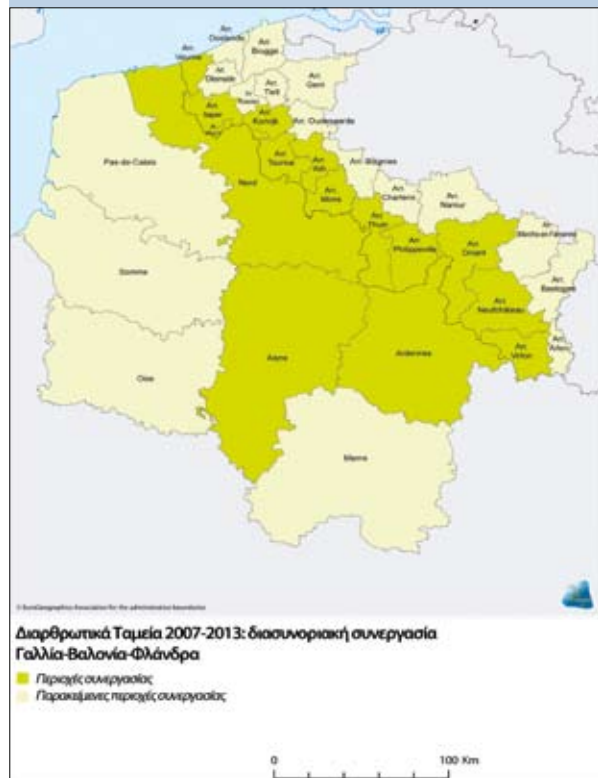 Arr. Oostende
Arr. Brugge
Arr. Veurne
Arr. Diksmuide
Arr. Tielt
Arr. Gent
Arr. Ieper
Arr. Kortrijk
Arr. Oudenaarde
Pas-de-Calais
Nord
Arr. Tournai
Arr. Ath
Arr. Soignies
Arr. Mons
Arr. Charleroi
Arr. Namur
Arr. Thuin
Arr. Philippeville
Arr. Dinant
Arr. Marche-en-Famenne
Arr. Bastogne
Somme
Arr. Neufchâteau
Arr. Arlon
Arr. Virton
Aisne
Ardennes
Oise
Marne
© EuroGeographics Association for the administrative boundaries
Διαρθρωτικά Ταμεία 2007-2013: διασυνοριακή συνεργασία
Γαλλία-Βαλονία-Φλάνδρα
Περιοχές συνεργασίας
Παρακείμενες περιοχές συνεργασίας
0 100 Km